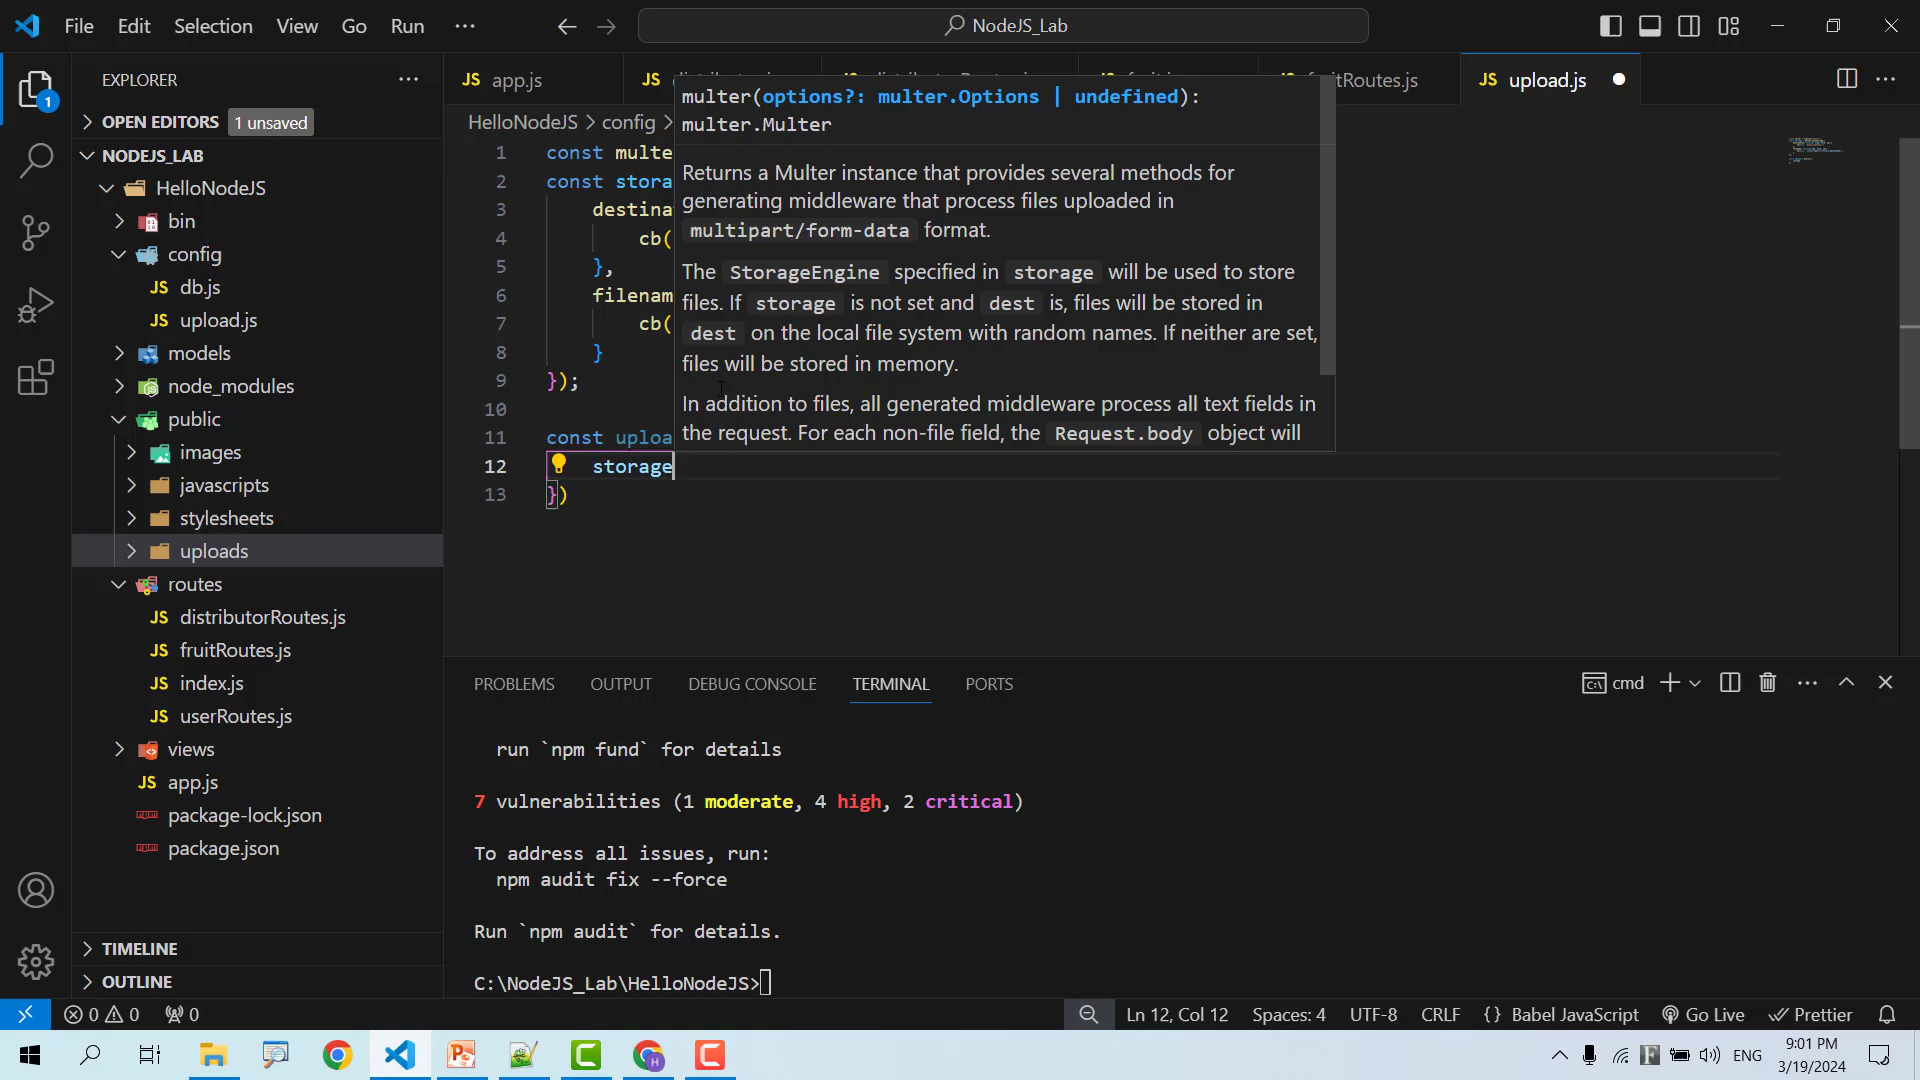 File Edit Selection View Go Run ··· NodeJS_Lab
EXPLORER ···
OPEN EDITORS 1 unsaved
NODEJS_LAB
HelloNodeJS
bin
config
JS db.js
JS upload.js
models
node_modules
public
images
javascripts
stylesheets
uploads
routes
JS distributorRoutes.js
JS fruitRoutes.js
JS index.js
JS userRoutes.js
views
JS app.js
package-lock.json
package.json
TIMELINE
OUTLINE
JS app.js JS JS upload.js ···
HelloNodeJS > config >
1 const multe
2 const stora
3 destina
4 cb(
5 },
6 filenam
7 cb(
8 }
9 });
10
11 const uploa
12 storage
13 })
multer(options?: multer.Options | undefined):
multer.Multer
Returns a Multer instance that provides several methods for
generating middleware that process files uploaded in
multipart/form-data format.
The StorageEngine specified in storage will be used to store
files. If storage is not set and dest is, files will be stored in
dest on the local file system with random names. If neither are set,
files will be stored in memory.
In addition to files, all generated middleware process all text fields in
the request. For each non-file field, the Request.body object will
PROBLEMS OUTPUT DEBUG CONSOLE TERMINAL PORTS cmd
run `npm fund` for details
7 vulnerabilities (1 moderate, 4 high, 2 critical)
To address all issues, run:
npm audit fix --force
Run `npm audit` for details.
C:\NodeJS_Lab\HelloNodeJS>
0 0 0 Ln 12, Col 12 Spaces: 4 UTF-8 CRLF {} Babel JavaScript Go Live Prettier
ENG 9:01 PM
3/19/2024